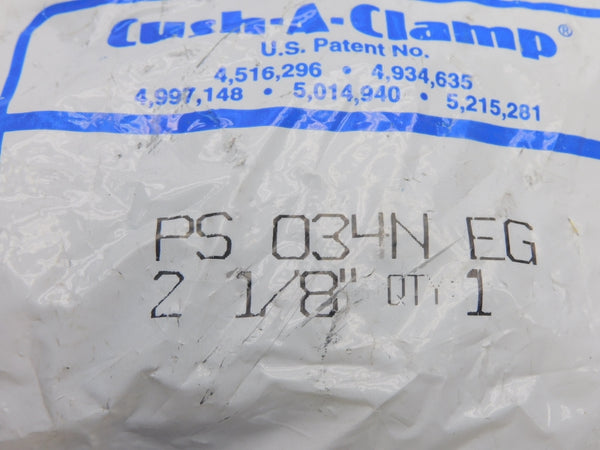 Cush-A-Clamp®
U.S. Patent No.
4,516,296 • 4,934,635
4,997,148 • 5,014,940 • 5,215,281
PS 034N EG
2 1/8" QTY: 1